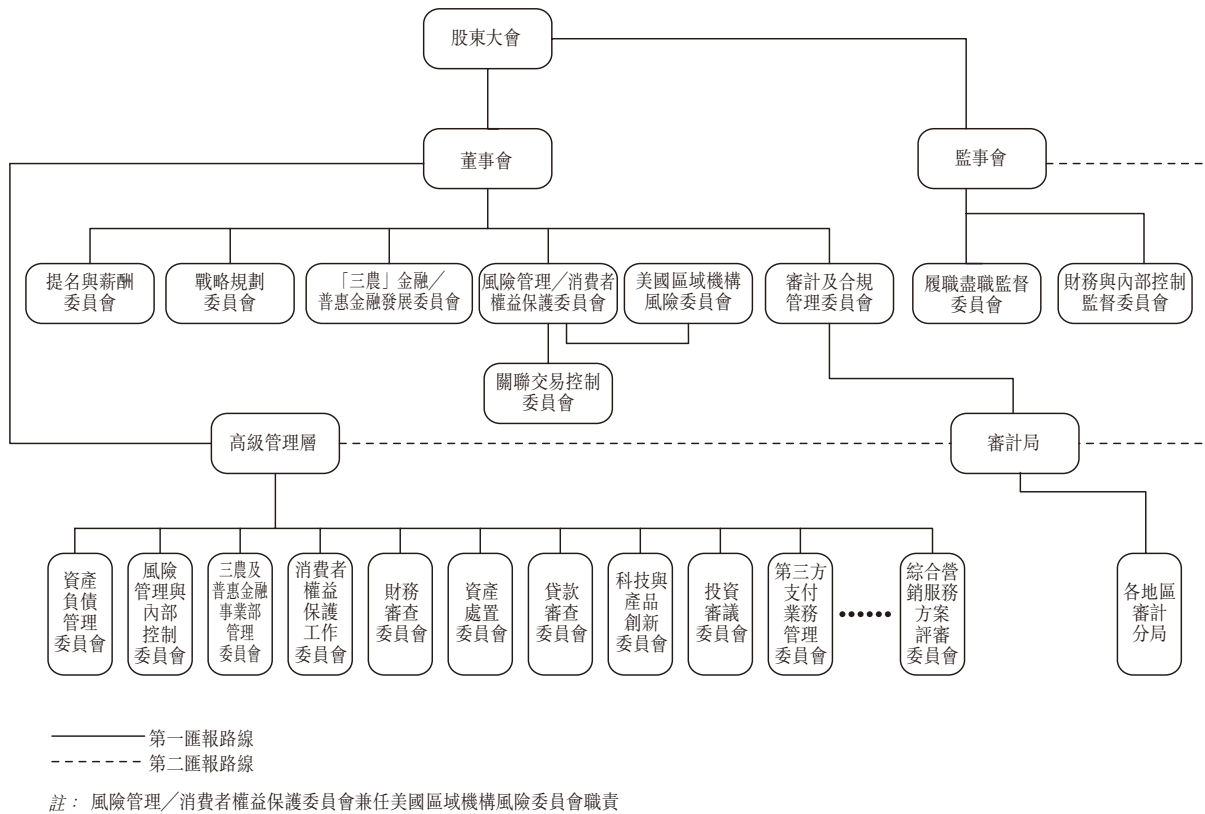 股東大會
董事會
監事會
提名與薪酬
委員會
戰略規劃
委員會
「三農」金融／
普惠金融發展委員會
風險管理／消費者
權益保護委員會
美國區域機構
風險委員會
審計及合規
管理委員會
履職盡職監督
委員會
財務與內部控制
監督委員會
關聯交易控制
委員會
高級管理層
審計局
資產
負債
管理
委員會
風險
管理與
內部
控制
委員會
三農及
普惠金融
事業部
管理
委員會
消費者
權益
保護
工作
委員會
財務
審查
委員會
資產
處置
委員會
貸款
審查
委員會
科技與
產品
創新
委員會
投資
審議
委員會
第三方
支付
業務
管理
委員會
••••••
綜合營
銷服務
方案
評審
委員會
各地區
審計
分局
第一匯報路線
第二匯報路線
註： 風險管理／消費者權益保護委員會兼任美國區域機構風險委員會職責